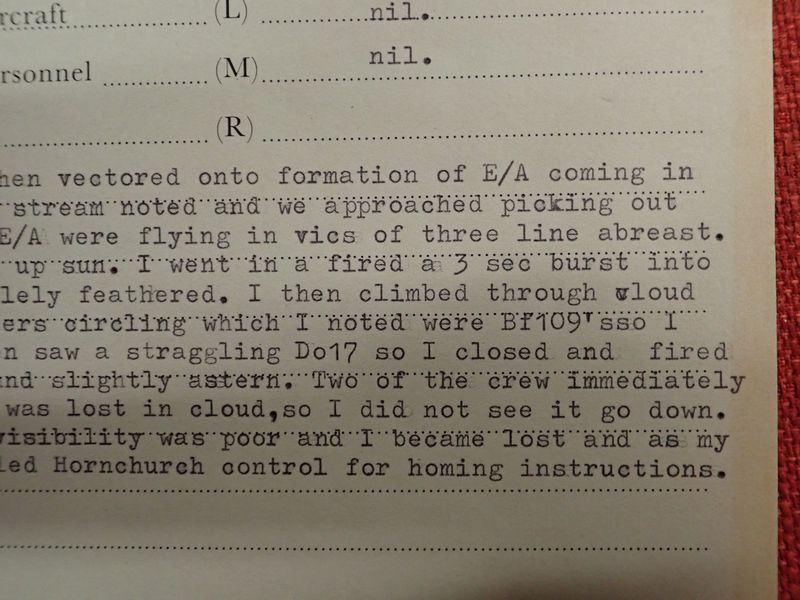 rcraft ........ (L) ........ nil.
ersonnel ........ (M) ........ nil.
(R)
hen vectored onto formation of E/A coming in
stream noted and we approached picking out
E/A were flying in vics of three line abreast.
up sun. I went in a fired a 3 sec burst into
lely feathered. I then climbed through cloud
ers circling which I noted were Bf109's so I
n saw a straggling Do17 so I closed and fired
nd slightly astern. Two of the crew immediately
was lost in cloud,so I did not see it go down.
visibility was poor and I became lost and as my
led Hornchurch control for homing instructions.